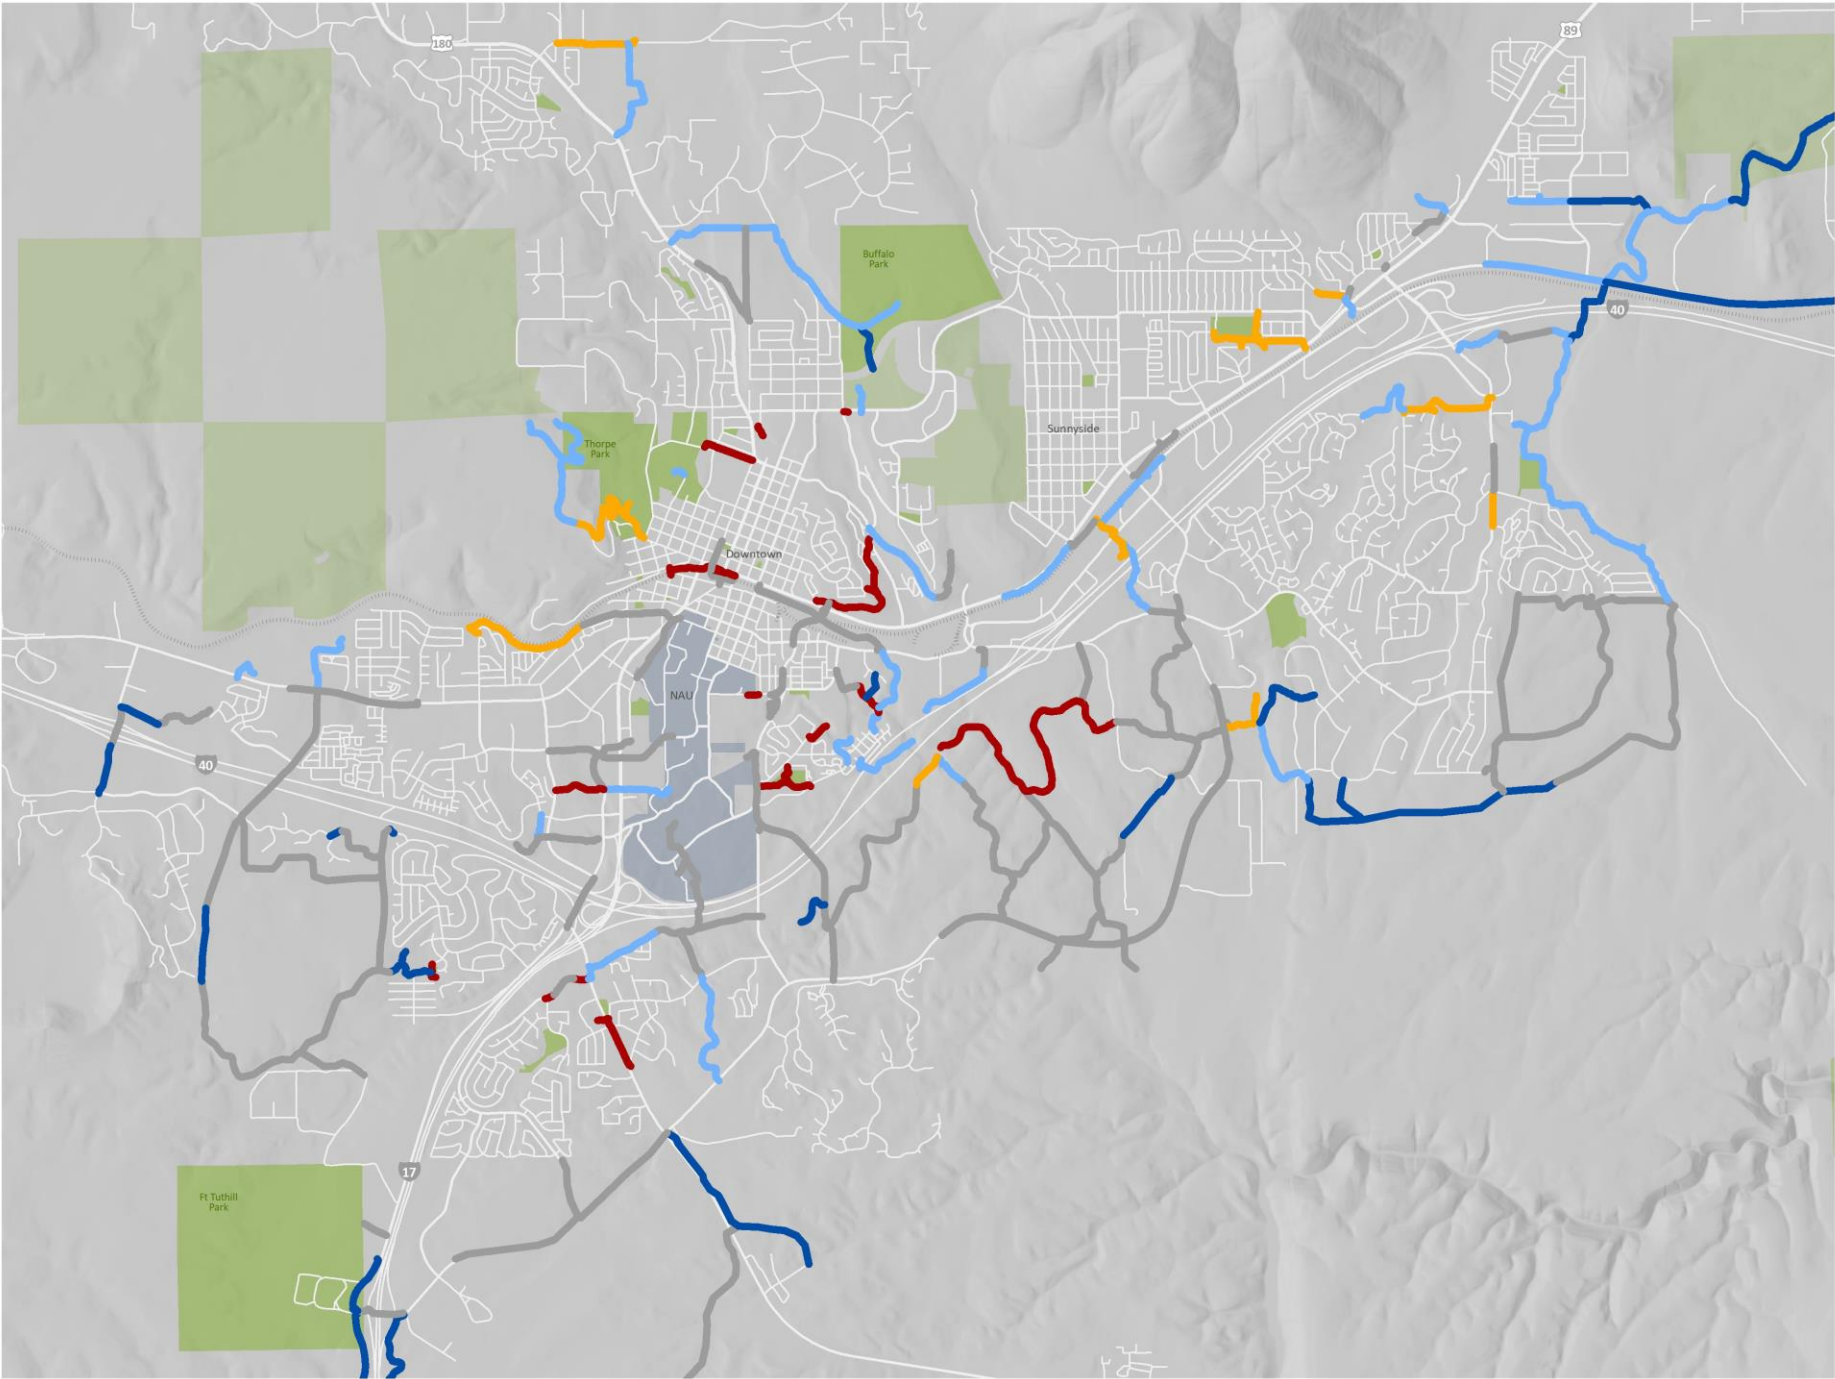 180
89
Buffalo
Park
40
Sunnyside
Thorpe
Park
Downtown
NAU
40
17
Ft Tuthill
Park